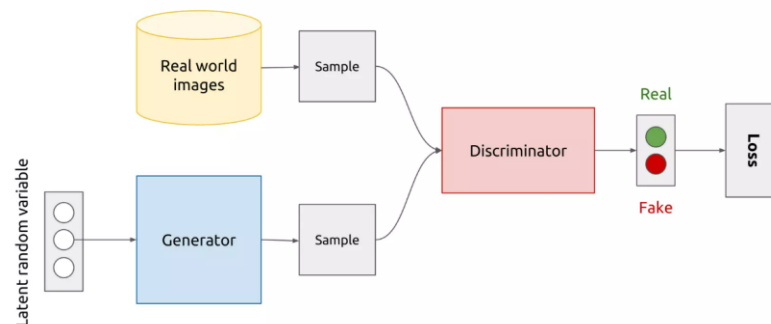 Real world
images
Sample
Latent random variable
Generator
Sample
Discriminator
Real
Fake
Loss